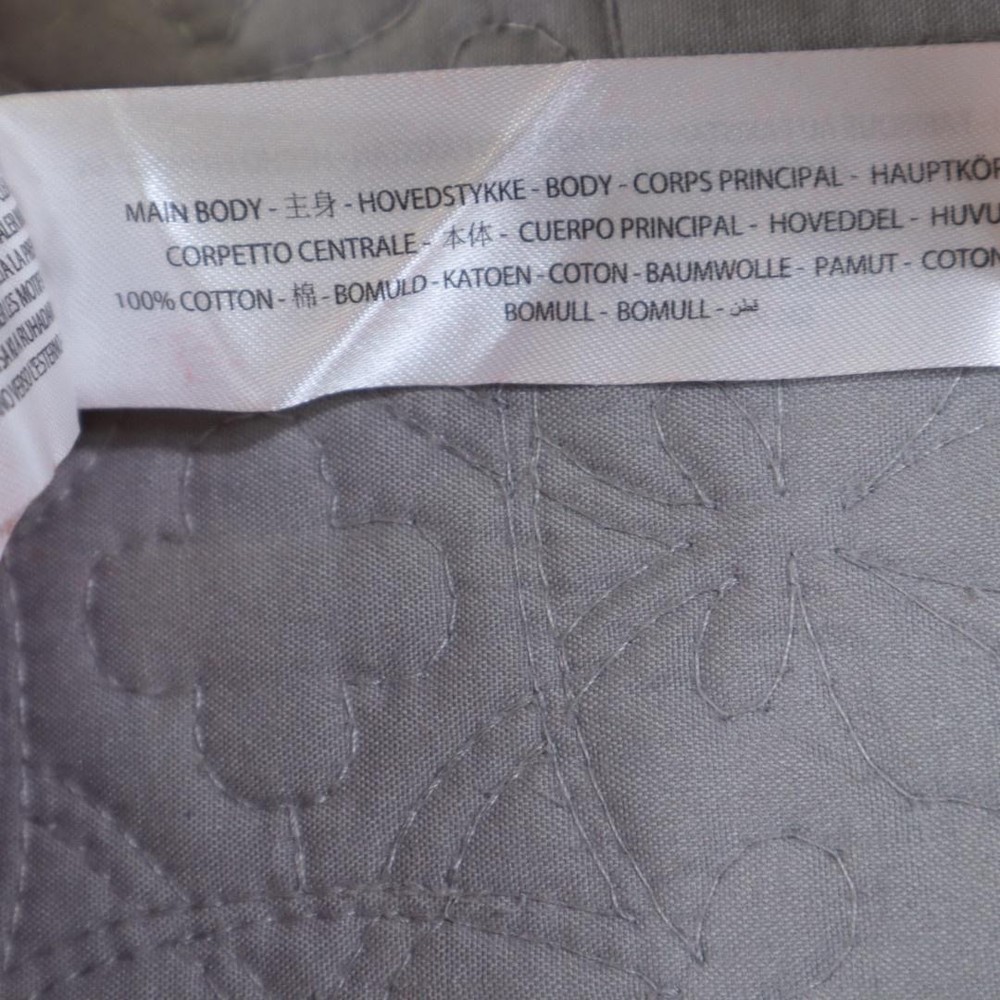 MAIN BODY - 主身 - HOVEDSTYKKE - BODY - CORPS PRINCIPAL - HAUPTKÖR
CORPETTO CENTRALE - 本体 - CUERPO PRINCIPAL - HOVEDDEL - HUVU
100% COTTON - 棉 - BOMULD - KATOEN - COTON - BAUMWOLLE - PAMUT - COTON
BOMULL - BOMULL - قطن